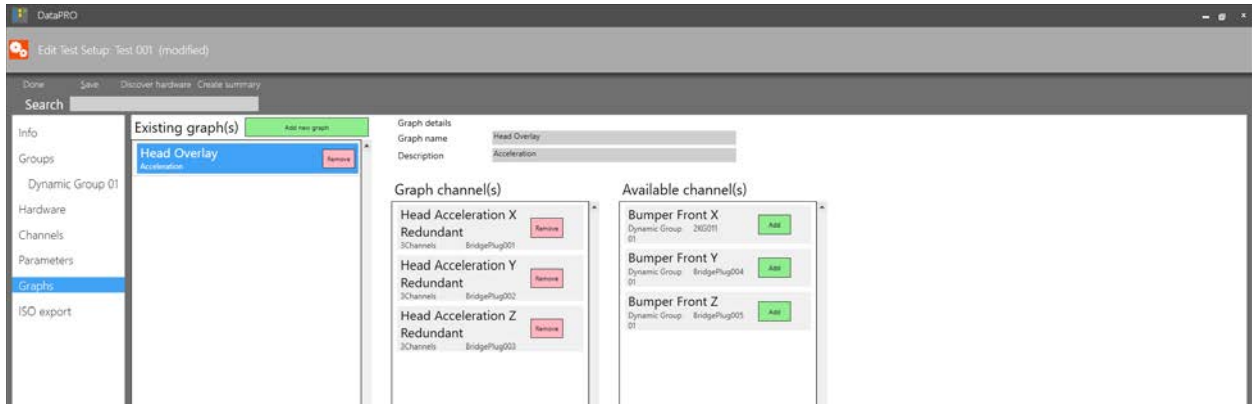 DataPRO
Edit Test Setup: Test 001 (modified)
Done Save Discover hardware Create summary
Search
Info
Groups
Dynamic Group 01
Hardware
Channels
Parameters
Graphs
ISO export
Existing graph(s) Add new graph
Head Overlay
Acceleration
Remove
Graph details
Graph name Head Overlay
Description Acceleration
Graph channel(s)
Head Acceleration X
Redundant
3Channels BridgePlug001
Remove
Head Acceleration Y
Redundant
3Channels BridgePlug002
Remove
Head Acceleration Z
Redundant
3Channels BridgePlug003
Remove
Available channel(s)
Bumper Front X
Dynamic Group 2KG011
01
Add
Bumper Front Y
Dynamic Group BridgePlug004
01
Add
Bumper Front Z
Dynamic Group BridgePlug005
01
Add